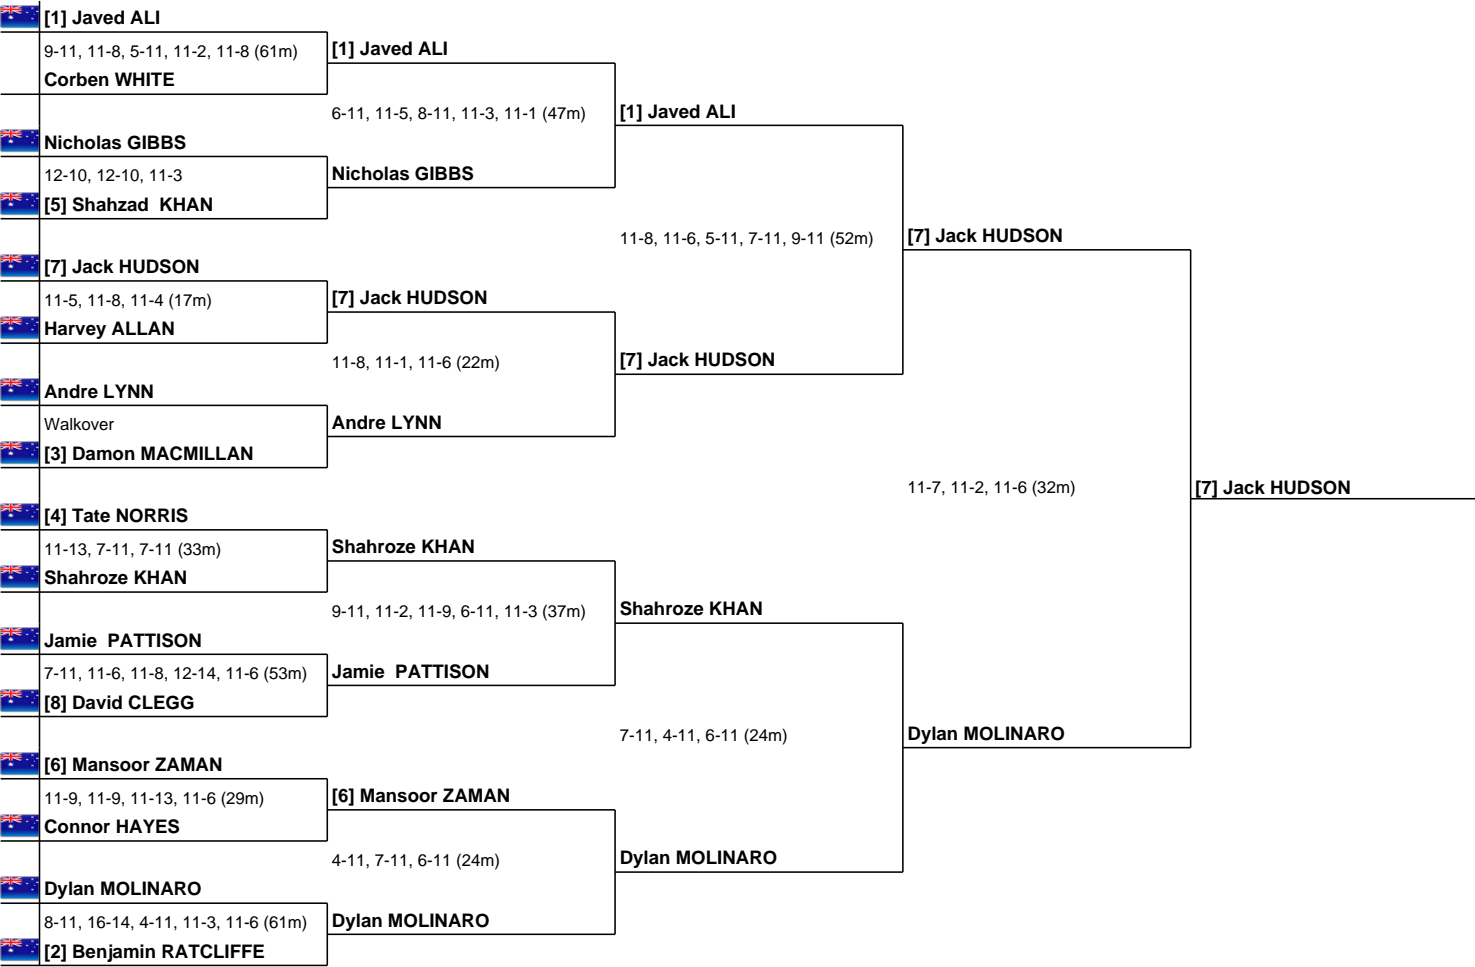 [1] Javed ALI
9-11, 11-8, 5-11, 11-2, 11-8 (61m)
Corben WHITE
Nicholas GIBBS
12-10, 12-10, 11-3
[5] Shahzad  KHAN
[7] Jack HUDSON
11-5, 11-8, 11-4 (17m)
Harvey ALLAN
Andre LYNN
Walkover
[3] Damon MACMILLAN
[4] Tate NORRIS
11-13, 7-11, 7-11 (33m)
Shahroze KHAN
Jamie  PATTISON
7-11, 11-6, 11-8, 12-14, 11-6 (53m)
[8] David CLEGG
[6] Mansoor ZAMAN
11-9, 11-9, 11-13, 11-6 (29m)
Connor HAYES
Dylan MOLINARO
8-11, 16-14, 4-11, 11-3, 11-6 (61m)
[2] Benjamin RATCLIFFE
[1] Javed ALI
6-11, 11-5, 8-11, 11-3, 11-1 (47m)
Nicholas GIBBS
[7] Jack HUDSON
11-8, 11-1, 11-6 (22m)
Andre LYNN
Shahroze KHAN
9-11, 11-2, 11-9, 6-11, 11-3 (37m)
Jamie  PATTISON
[6] Mansoor ZAMAN
4-11, 7-11, 6-11 (24m)
Dylan MOLINARO
[1] Javed ALI
11-8, 11-6, 5-11, 7-11, 9-11 (52m)
[7] Jack HUDSON
Shahroze KHAN
7-11, 4-11, 6-11 (24m)
Dylan MOLINARO
[7] Jack HUDSON
11-7, 11-2, 11-6 (32m)
Dylan MOLINARO
[7] Jack HUDSON